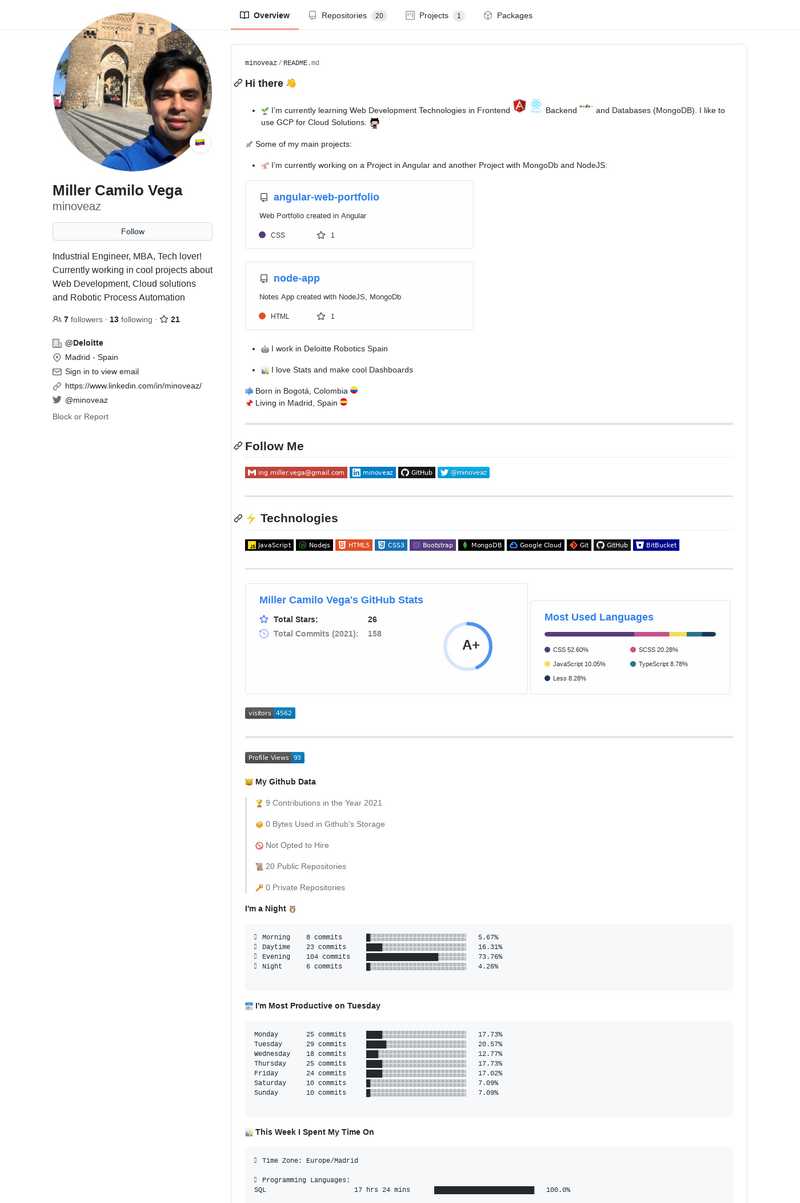 Overview
Repositories 20
Projects 1
Packages
Miller Camilo Vega
minoveaz
Follow
Industrial Engineer, MBA, Tech lover!
Currently working in cool projects about
Web Development, Cloud solutions
and Robotic Process Automation
7 followers · 13 following · 21
@Deloitte
Madrid - Spain
Sign in to view email
https://www.linkedin.com/in/minoveaz/
@minoveaz
Block or Report
minoveaz/README.md
Hi there 👋
🌱 I'm currently learning Web Development Technologies in Frontend Backend and Databases (MongoDB). I like to
use GCP for Cloud Solutions.
Some of my main projects:
I'm currently working on a Project in Angular and another Project with MongoDb and NodeJS:
angular-web-portfolio
Web Portfolio created in Angular
CSS 1
node-app
Notes App created with NodeJS, MongoDb
HTML 1
I work in Deloitte Robotics Spain
I love Stats and make cool Dashboards
Born in Bogotá, Colombia 🇨🇴
📌 Living in Madrid, Spain 🇪🇸
Follow Me
ing.miller.vega@gmail.com minoveaz GitHub @minoveaz
⚡ Technologies
JavaScript Nodejs HTML5 CSS3 Bootstrap MongoDB Google Cloud Git GitHub BitBucket
Miller Camilo Vega's GitHub Stats
Total Stars: 26
Total Commits (2021): 158
A+
Most Used Languages
CSS 52.60% SCSS 20.28%
JavaScript 10.05% TypeScript 8.78%
Less 8.28%
visitors 4562
Profile Views 93
My Github Data
🏆 9 Contributions in the Year 2021
0 Bytes Used in Github's Storage
🚫 Not Opted to Hire
📜 20 Public Repositories
🔑 0 Private Repositories
I'm a Night 🦉
Morning 8 commits 5.67%
Daytime 23 commits 16.31%
Evening 104 commits 73.76%
Night 6 commits 4.26%
📅 I'm Most Productive on Tuesday
Monday 25 commits 17.73%
Tuesday 29 commits 20.57%
Wednesday 18 commits 12.77%
Thursday 25 commits 17.73%
Friday 24 commits 17.02%
Saturday 10 commits 7.09%
Sunday 10 commits 7.09%
This Week I Spent My Time On
Time Zone: Europe/Madrid
Programming Languages:
SQL 17 hrs 24 mins 100.0%